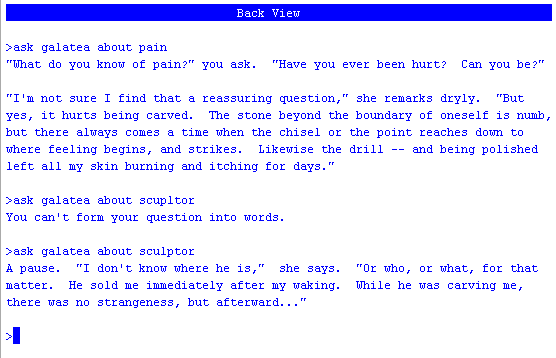 Back View
>ask galatea about pain
"What do you know of pain?" you ask.  "Have you ever been hurt?  Can you be?"
"I'm not sure I find that a reassuring question," she remarks dryly.  "But
yes, it hurts being carved.  The stone beyond the boundary of oneself is numb,
but there always comes a time when the chisel or the point reaches down to
where feeling begins, and strikes.  Likewise the drill -- and being polished
left all my skin burning and itching for days."
>ask galatea about scupltor
You can't form your question into words.
>ask galatea about sculptor
A pause.  "I don't know where he is,"  she says.  "Or who, or what, for that
matter.  He sold me immediately after my waking.  While he was carving me,
there was no strangeness, but afterward..."
>